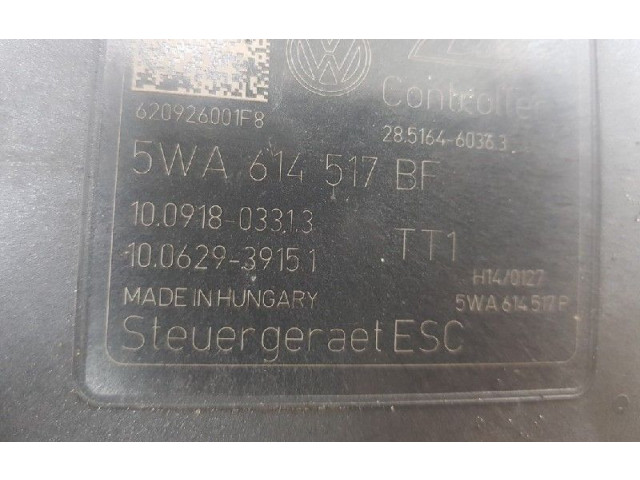 Controller
620926001F8
28.5164-6036.3
5WA 614 517 BF
10.0918-0331.3
10.0629-3915.1
TT1
H14/0127
MADE IN HUNGARY
5WA 614 517 P
Steuergeraet ESC